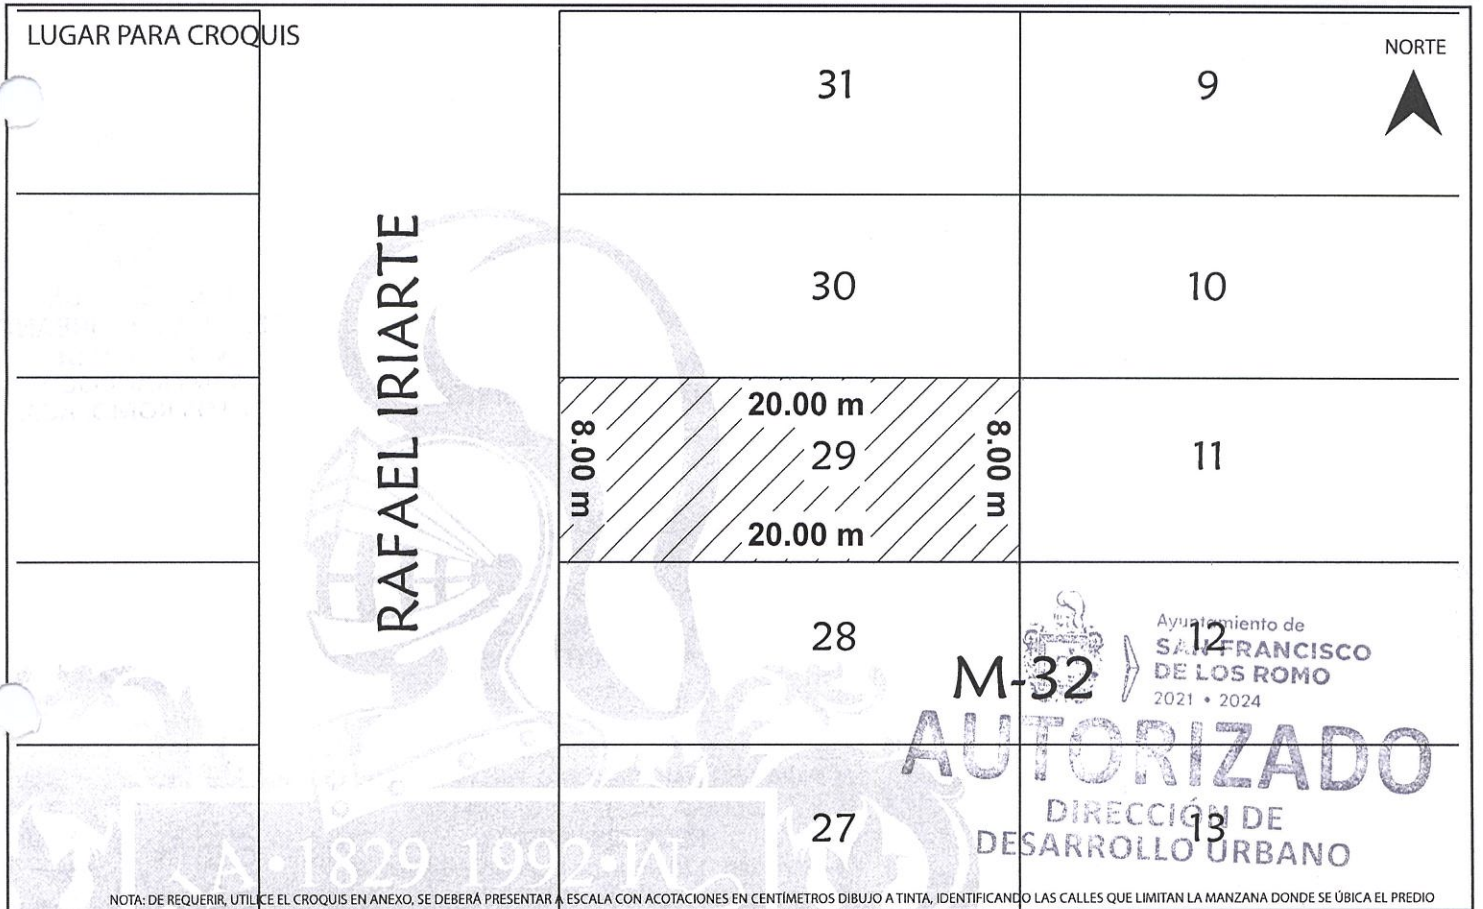 LUGAR PARA CROQUIS
NORTE
31
9
30
10
RAFAEL IRIARTE
20.00 m
8.00 m
29
8.00 m
20.00 m
11
28
12
M-32
Ayuntamiento de
SAN FRANCISCO
DE LOS ROMO
2021 • 2024
AUTORIZADO
DIRECCIÓN DE
DESARROLLO URBANO
27
13
A•1829 1992•IN
NOTA: DE REQUERIR, UTILICE EL CROQUIS EN ANEXO, SE DEBERÁ PRESENTAR A ESCALA CON ACOTACIONES EN CENTÍMETROS DIBUJO A TINTA, IDENTIFICANDO LAS CALLES QUE LIMITAN LA MANZANA DONDE SE ÚBICA EL PREDIO